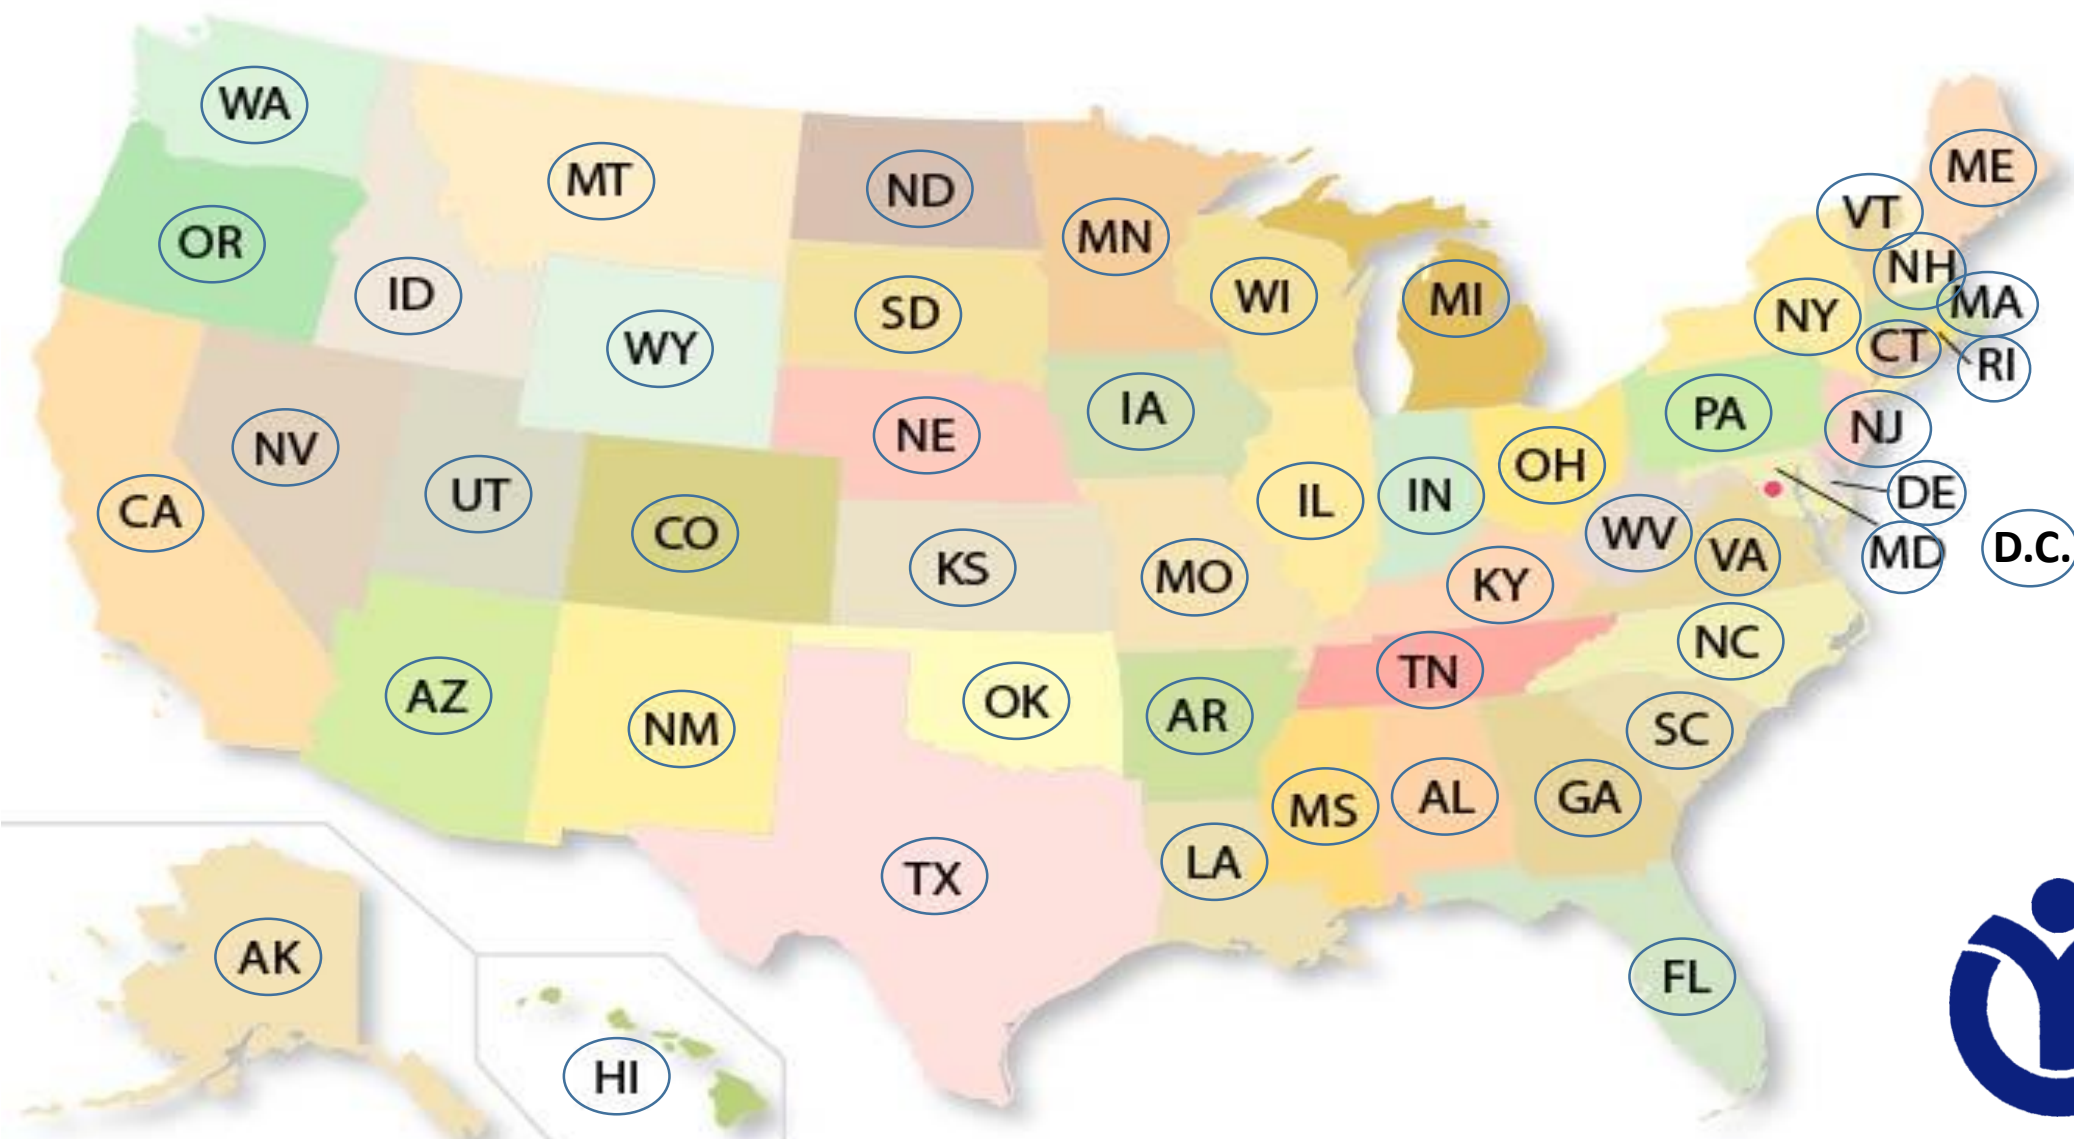 WA
MT
ND
MN
ME
VT
OR
ID
SD
WI
MI
NH
MA
NY
WY
CT
RI
NV
UT
NE
IA
PA
NJ
CA
CO
KS
MO
IL
IN
OH
WV
VA
DE
MD
D.C.
KY
TN
NC
AZ
NM
OK
AR
SC
TX
LA
MS
AL
GA
AK
HI
FL